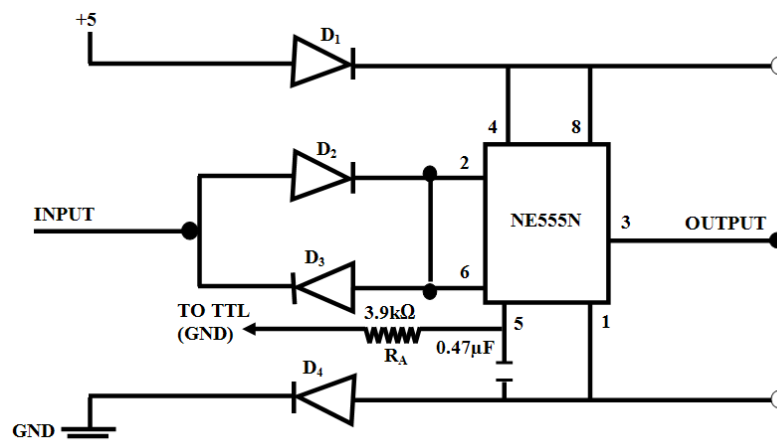 +5
D1
4
8
D2
2
INPUT
NE555N
3
OUTPUT
D3
6
TO TTL
(GND)
3.9kΩ
5
1
RA
0.47µF
D4
GND